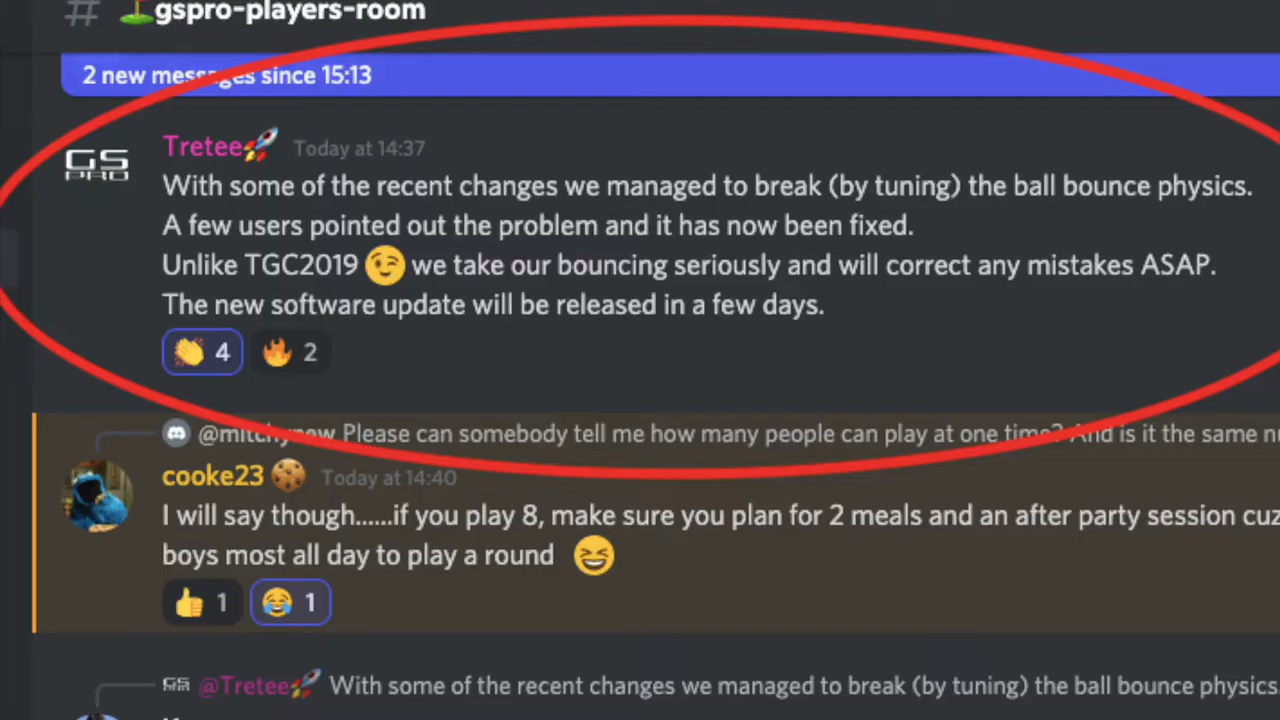 # gspro-players-room
2 new messages since 15:13
GS
PRO
Tretee🚀 Today at 14:37
With some of the recent changes we managed to break (by tuning) the ball bounce physics.
A few users pointed out the problem and it has now been fixed.
Unlike TGC2019 😉 we take our bouncing seriously and will correct any mistakes ASAP.
The new software update will be released in a few days.
👏 4 🔥 2
@mitchynew Please can somebody tell me how many people can play at one time? And is it the same
cooke23🍪 Today at 14:40
I will say though......if you play 8, make sure you plan for 2 meals and an after party session cuz
boys most all day to play a round 😆
👍 1 😂 1
GS PRO @Tretee🚀 With some of the recent changes we managed to break (by tuning) the ball bounce physics